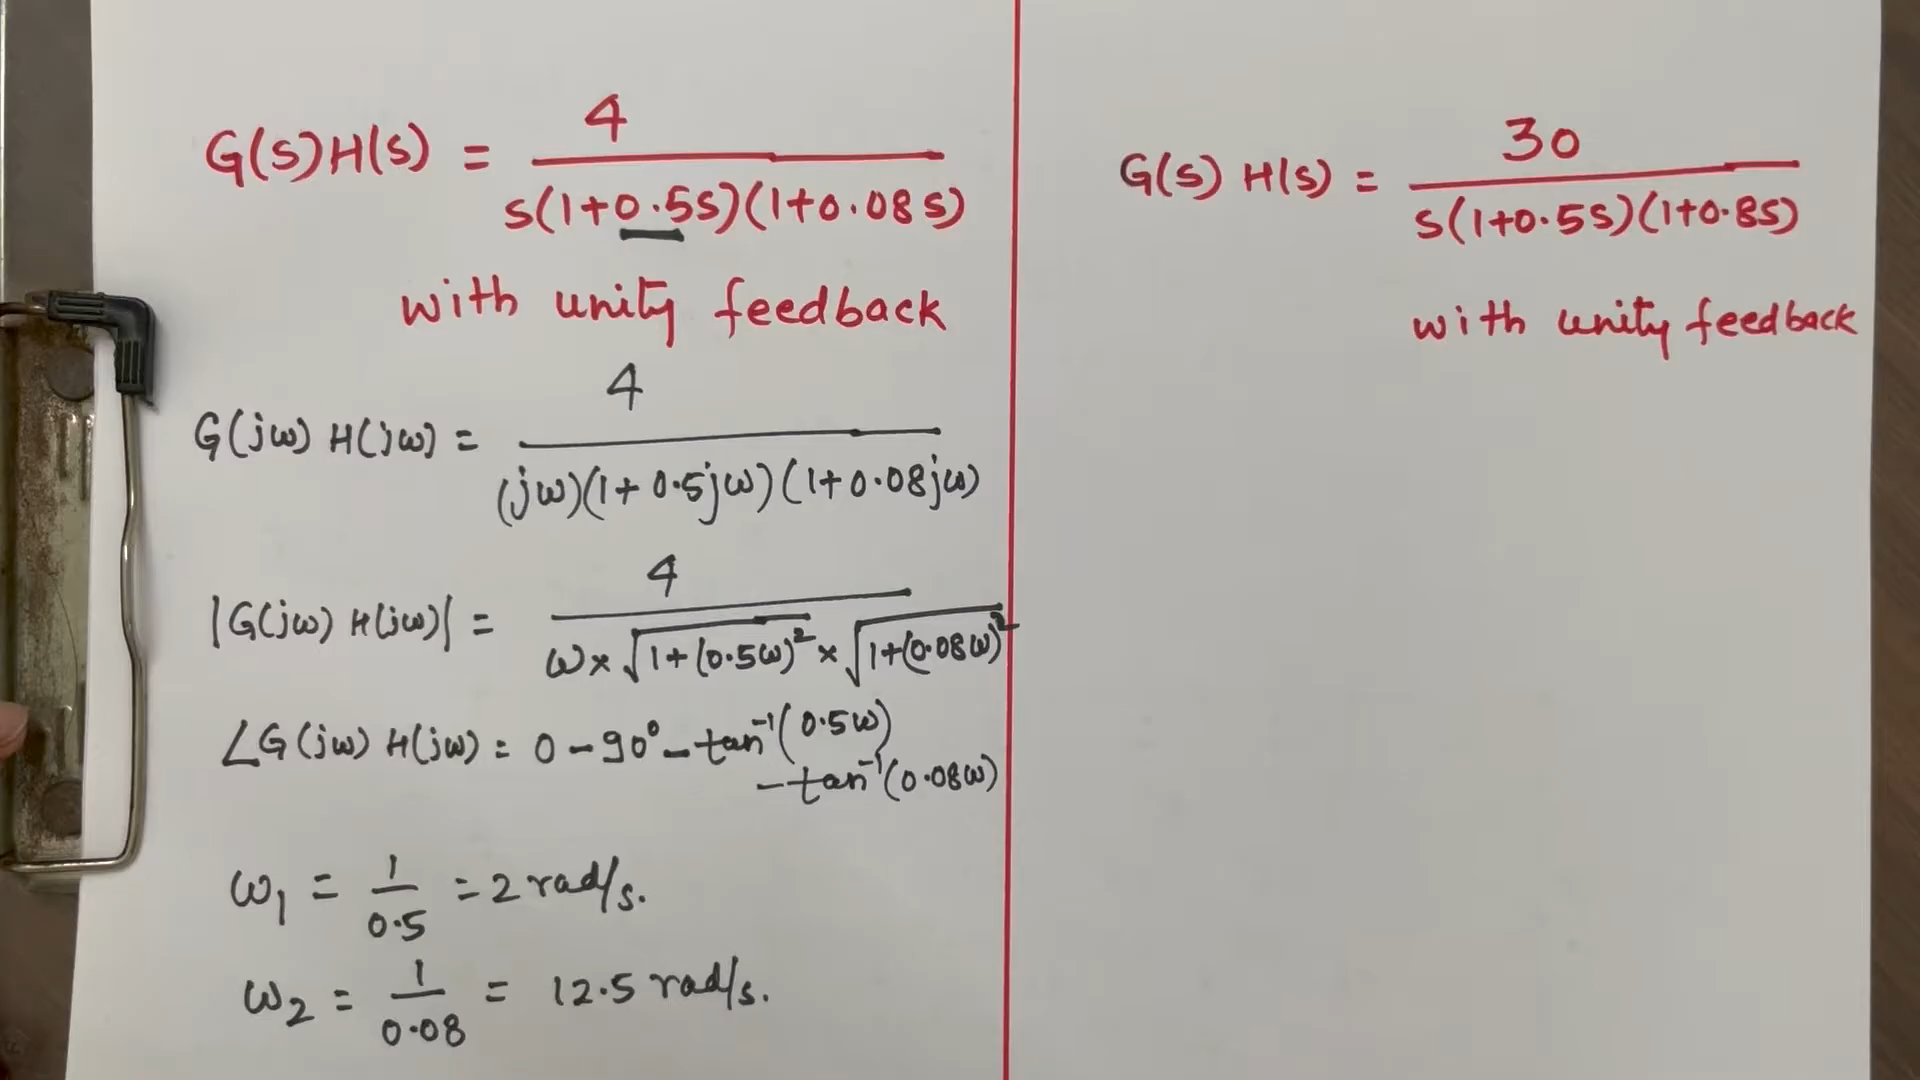 G(s)H(s) = 4
s(1+0.5s)(1+0.08s)
with unity feedback
G(jω) H(jω) = 4
(jω)(1+0.5jω)(1+0.08jω)
|G(jω) H(jω)| = 4
ω×√1+(0.5ω)²×√1+(0.08ω)²
∠G(jω) H(jω) = 0-90°-tan⁻¹(0.5ω)
-tan⁻¹(0.08ω)
ω₁ = 1/0.5 = 2 rad/s.
ω₂ = 1/0.08 = 12.5 rad/s.
G(s) H(s) = 30
s(1+0.5s)(1+0.8s)
with unity feedback